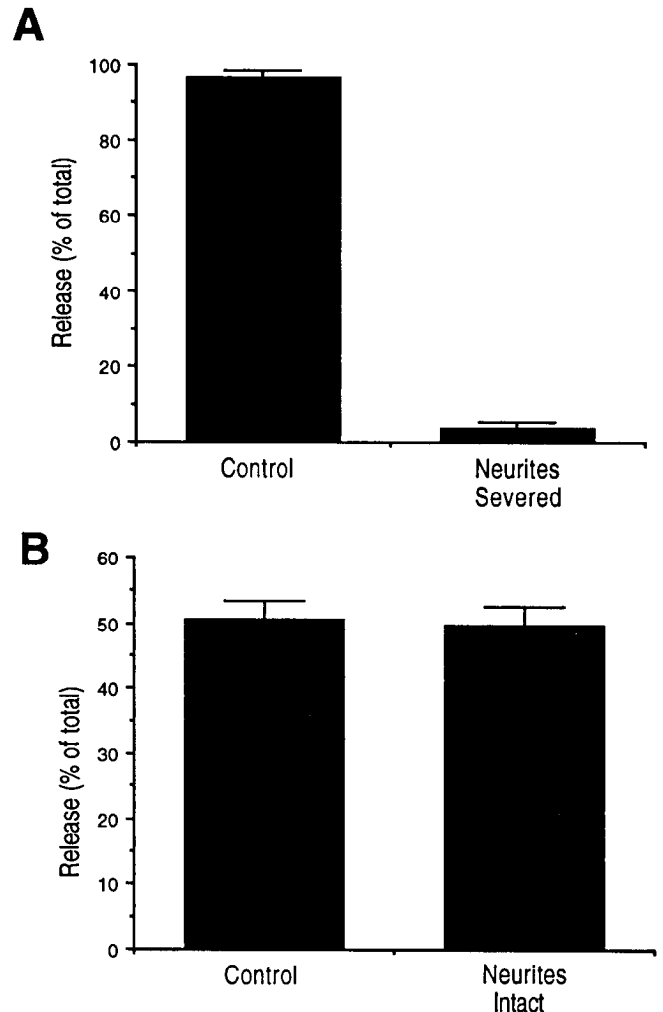 A
Release (% of total)
100
80
60
40
20
0
Control
Neurites
Severed
B
Release (% of total)
60
50
40
30
20
10
0
Control
Neurites
Intact